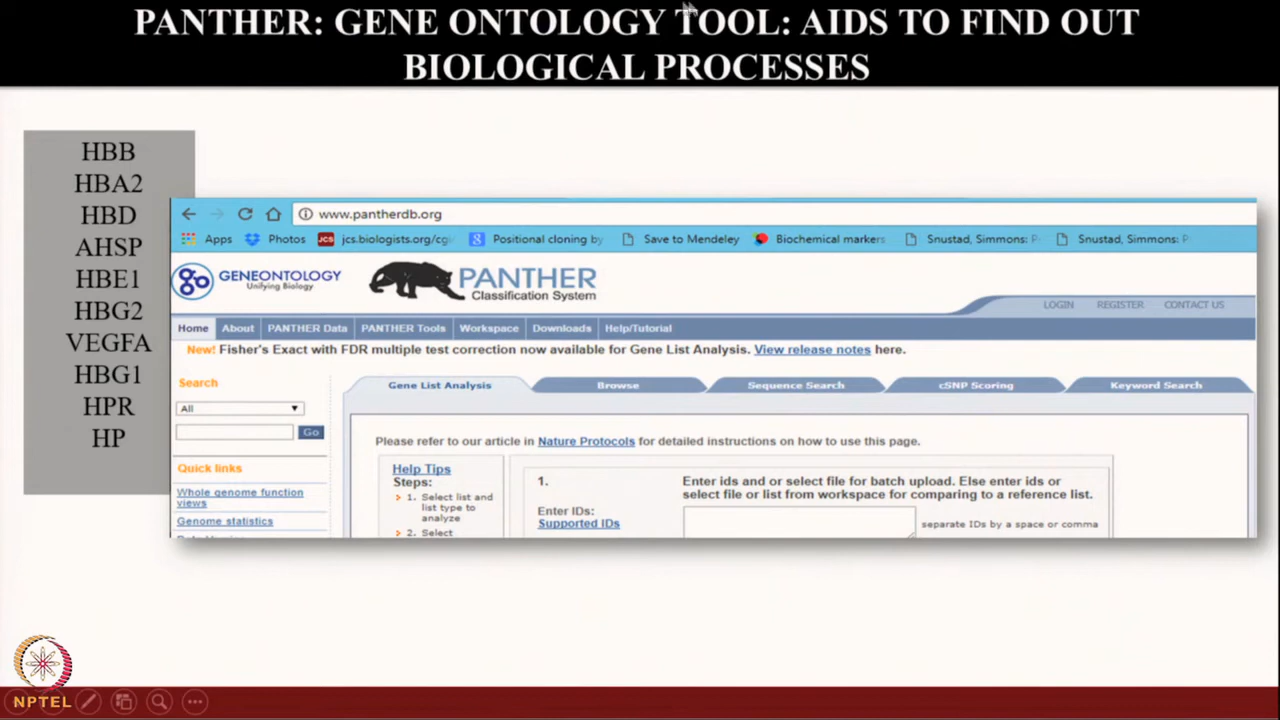 PANTHER: GENE ONTOLOGY TOOL: AIDS TO FIND OUT
BIOLOGICAL PROCESSES
HBB
HBA2
HBD
AHSP
HBE1
HBG2
VEGFA
HBG1
HPR
HP
www.pantherdb.org
Apps
Photos
JCS
jcs.biologists.org/cgi
Positional cloning by
Save to Mendeley
Biochemical markers
Snustad, Simmons:
Snustad, Simmons:
go
GENEONTOLOGY
Unifying Biology
PANTHER
Classification System
LOGIN
REGISTER
CONTACT US
Home
About
PANTHER Data
PANTHER Tools
Workspace
Downloads
Help/Tutorial
New! Fisher's Exact with FDR multiple test correction now available for Gene List Analysis. View release notes here.
Search
All
Go
Quick links
Whole genome function
views
Genome statistics
Gene List Analysis
Browse
Sequence Search
cSNP Scoring
Keyword Search
Please refer to our article in Nature Protocols for detailed instructions on how to use this page.
Help Tips
Steps:
1. Select list and
list type to
analyze
2. Select
1.
Enter ids and or select file for batch upload. Else enter ids or
select file or list from workspace for comparing to a reference list.
Enter IDs:
Supported IDs
separate IDs by a space or comma
NPTEL